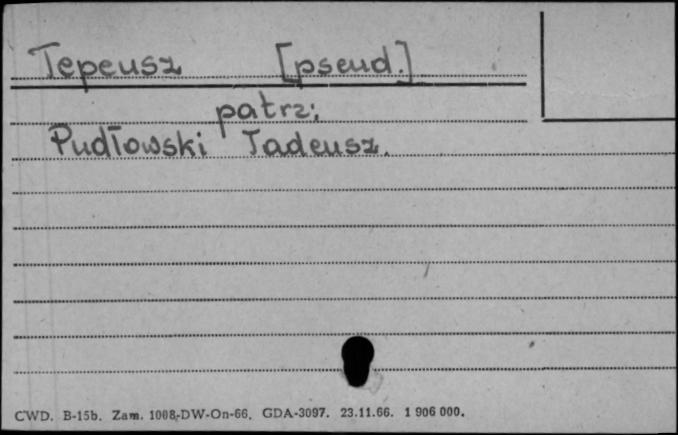 Tepeusz [pseud.]
patrz:
Pudłowski Tadeusz.
CWD. B-15b. Zam. 1008-DW-On-66. GDA-3097. 23.11.66. 1 906 000.